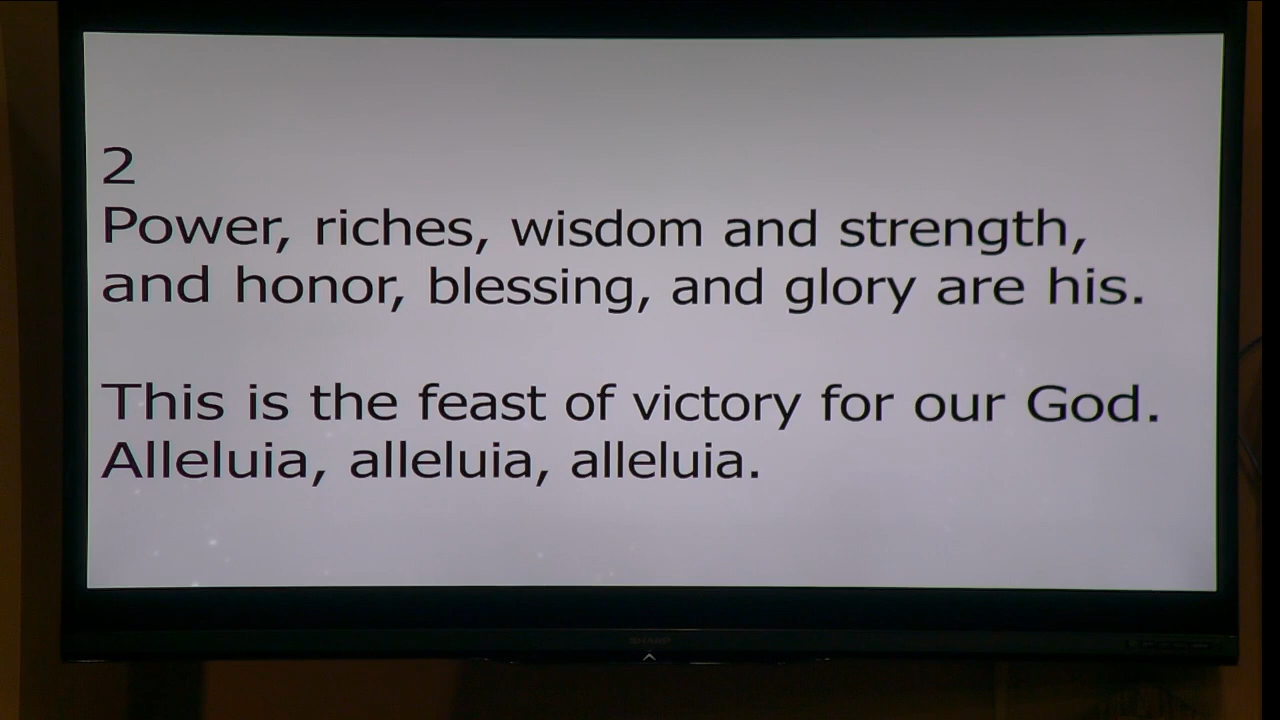 2
Power, riches, wisdom and strength,
and honor, blessing, and glory are his.
This is the feast of victory for our God.
Alleluia, alleluia, alleluia.
SHARP